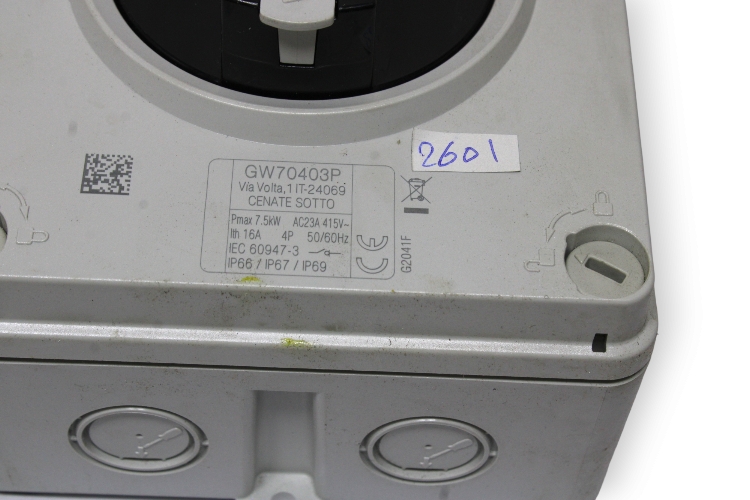 2601
GW70403P
Via Volta,1 IT-24069
CENATE SOTTO
Pmax 7.5kW AC23A 415V~
Ith 16A 4P 50/60Hz
IEC 60947-3
IP66 / IP67 / IP69
CE
G2041F